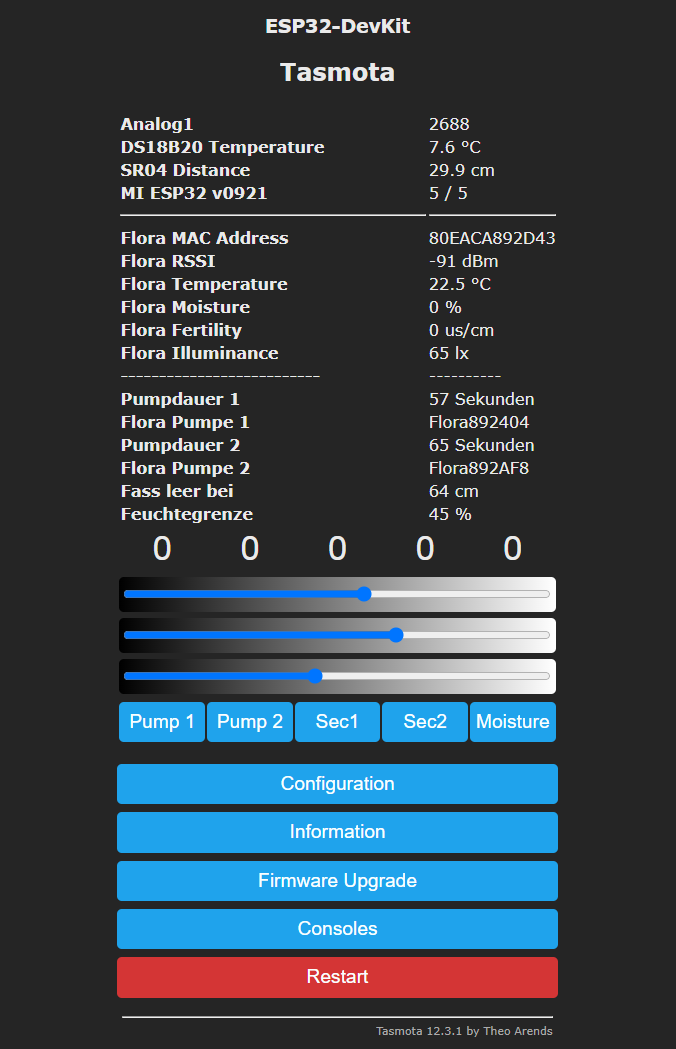 ESP32-DevKit
Tasmota
Analog1 2688
DS18B20 Temperature 7.6 °C
SR04 Distance 29.9 cm
MI ESP32 v0921 5 / 5
Flora MAC Address 80EACA892D43
Flora RSSI -91 dBm
Flora Temperature 22.5 °C
Flora Moisture 0 %
Flora Fertility 0 us/cm
Flora Illuminance 65 lx
-------------------------- ----------
Pumpdauer 1 57 Sekunden
Flora Pumpe 1 Flora892404
Pumpdauer 2 65 Sekunden
Flora Pumpe 2 Flora892AF8
Fass leer bei 64 cm
Feuchtegrenze 45 %
0 0 0 0 0
Pump 1 Pump 2 Sec1 Sec2 Moisture
Configuration
Information
Firmware Upgrade
Consoles
Restart
Tasmota 12.3.1 by Theo Arends